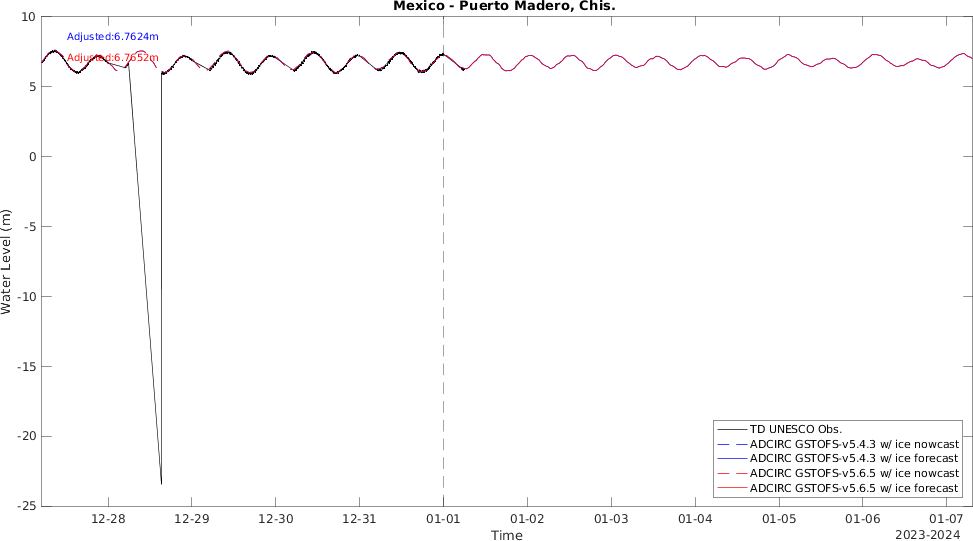 Mexico - Puerto Madero, Chis.
10
5
0
-5
-10
-15
-20
-25
Water Level (m)
Adjusted:6.7624m
Adjusted:6.7652m
TD UNESCO Obs.
ADCIRC GSTOFS-v5.4.3 w/ ice nowcast
ADCIRC GSTOFS-v5.4.3 w/ ice forecast
ADCIRC GSTOFS-v5.6.5 w/ ice nowcast
ADCIRC GSTOFS-v5.6.5 w/ ice forecast
12-28 12-29 12-30 12-31 01-01 01-02 01-03 01-04 01-05 01-06 01-07
Time
2023-2024